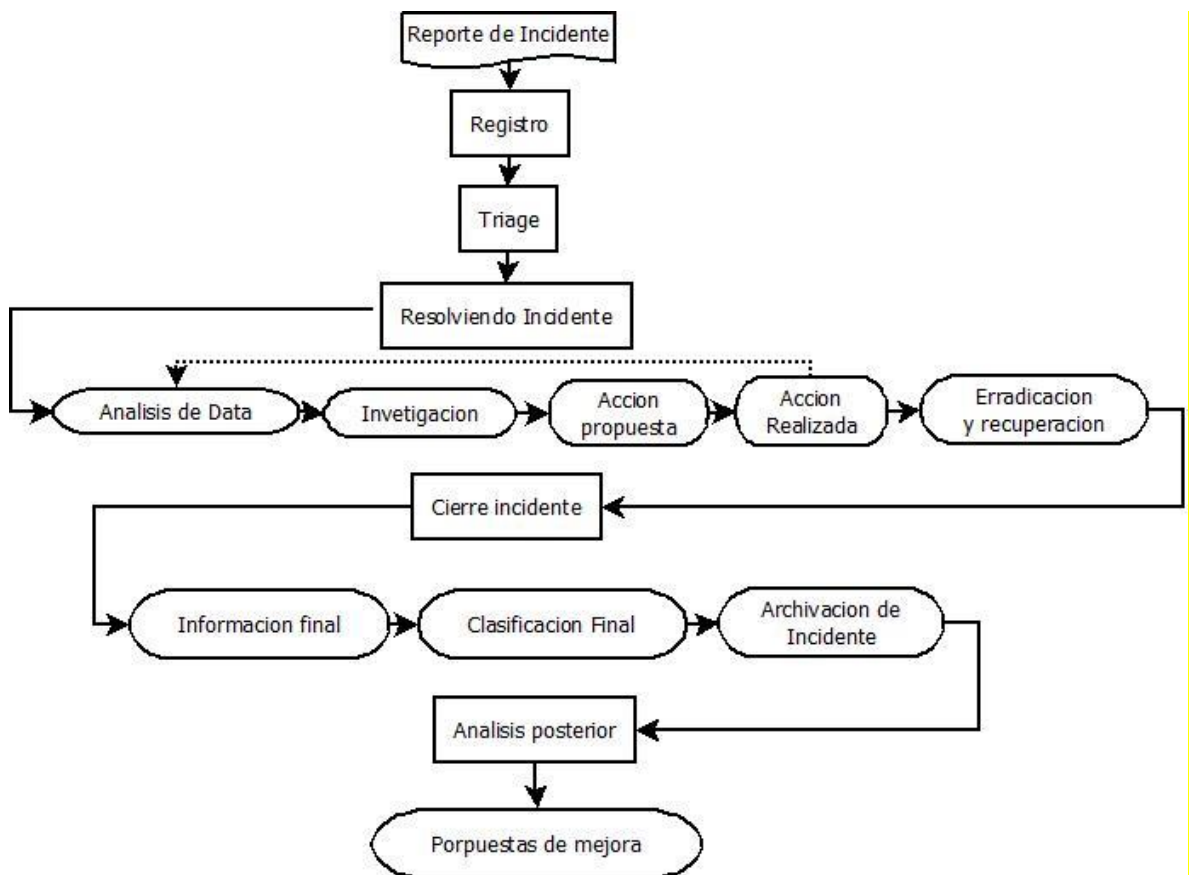 Reporte de Incidente
Registro
Triage
Resolviendo Incidente
Analisis de Data
Invetigacion
Accion
propuesta
Accion
Realizada
Erradicacion
y recuperacion
Cierre incidente
Informacion final
Clasificacion Final
Archivacion de
Incidente
Analisis posterior
Porpuestas de mejora